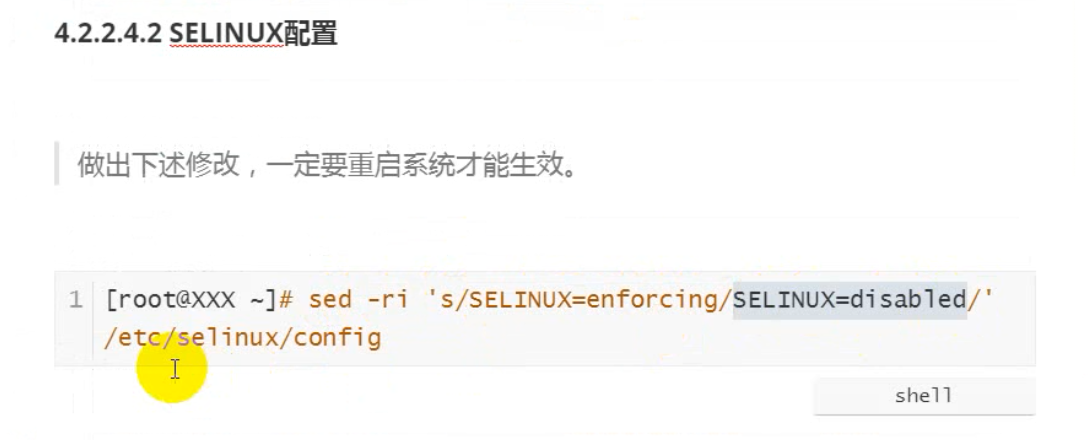 4.2.2.4.2 SELINUX配置
做出下述修改，一定要重启系统才能生效。
1 [root@XXX ~]# sed -ri 's/SELINUX=enforcing/SELINUX=disabled/'
/etc/selinux/config
shell